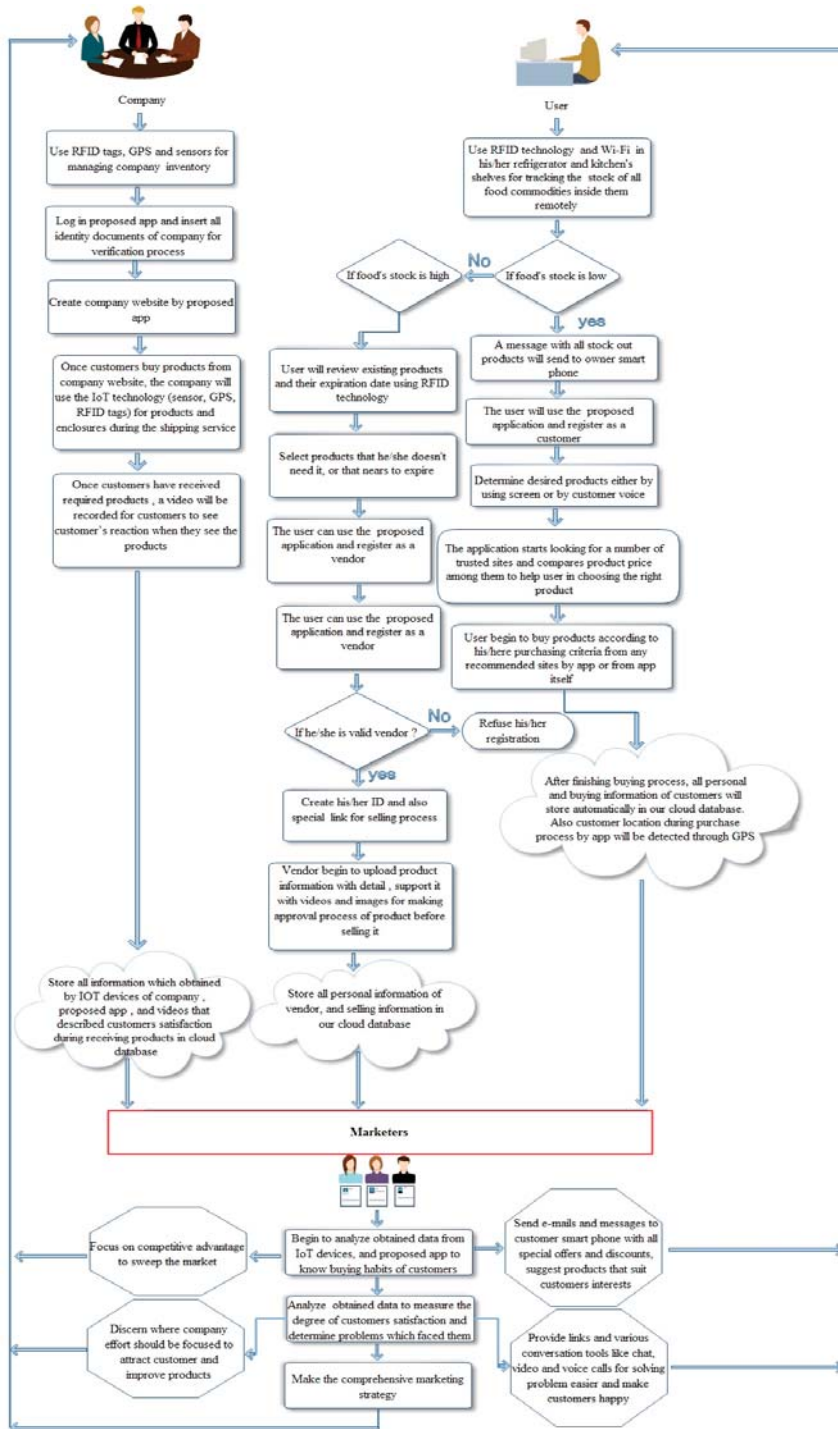 Company
Use RFID tags, GPS and sensors for
managing company inventory
Log in proposed app and insert all
identity documents of company for
verification process
Create company website by proposed
app
Once customers buy products from
company website, the company will
use the IoT technology (sensor, GPS,
RFID tags) for products and
enclosures during the shipping service
Once customers have received
required products , a video will be
recorded for customers to see
customer's reaction when they see the
products
Store all information which obtained
by IOT devices of company ,
proposed app , and videos that
described customers satisfaction
during receiving products in cloud
database
User
Use RFID technology and Wi-Fi in
his/her refrigerator and kitchen's
shelves for tracking the stock of all
food commodities inside them
remotely
If food's stock is low
No
If food's stock is high
yes
User will review existing products
and their expiration date using RFID
technology
Select products that he/she doesn't
need it, or that nears to expire
The user can use the proposed
application and register as a
vendor
The user can use the proposed
application and register as a
vendor
If he/she is valid vendor ?
No
Refuse his/her
registration
yes
Create his/her ID and also
special link for selling process
Vendor begin to upload product
information with detail , support it
with videos and images for making
approval process of product before
selling it
Store all personal information of
vendor, and selling information in
our cloud database
A message with all stock out
products will send to owner smart
phone
The user will use the proposed
application and register as a
customer
Determine desired products either by
using screen or by customer voice
The application starts looking for a number of
trusted sites and compares product price
among them to help user in choosing the right
product
User begin to buy products according to
his/here purchasing criteria from any
recommended sites by app or from app
itself
After finishing buying process, all personal
and buying information of customers will
store automatically in our cloud database.
Also customer location during purchase
process by app will be detected through GPS
Marketers
Focus on competitive advantage
to sweep the market
Begin to analyze obtained data from
IoT devices, and proposed app to
know buying habits of customers
Send e-mails and messages to
customer smart phone with all
special offers and discounts,
suggest products that suit
customers interests
Discern where company
effort should be focused to
attract customer and
improve products
Analyze obtained data to measure the
degree of customers satisfaction and
determine problems which faced them
Provide links and various
conversation tools like chat,
video and voice calls for solving
problem easier and make
customers happy
Make the comprehensive marketing
strategy